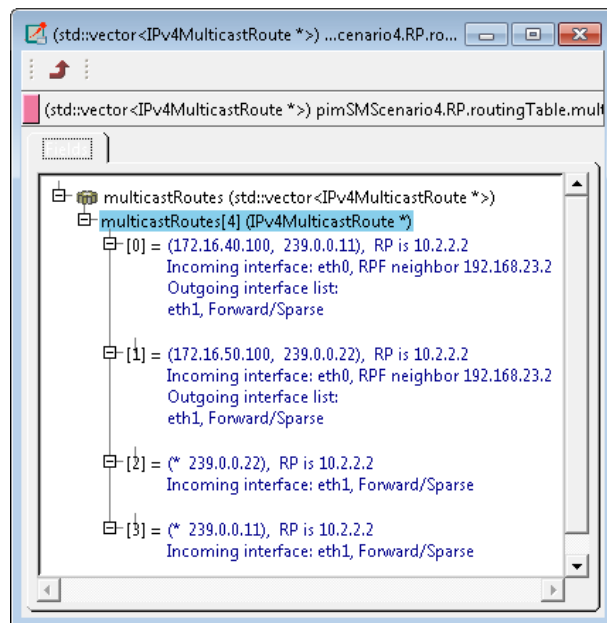 (std::vector<IPv4MulticastRoute *>) ...cenario4.RP.ro...
(std::vector<IPv4MulticastRoute *>) pimSMScenario4.RP.routingTable.mul
Fields
multicastRoutes (std::vector<IPv4MulticastRoute *>)
multicastRoutes[4] (IPv4MulticastRoute *)
[0] = (172.16.40.100, 239.0.0.11), RP is 10.2.2.2
Incoming interface: eth0, RPF neighbor 192.168.23.2
Outgoing interface list:
eth1, Forward/Sparse
[1] = (172.16.50.100, 239.0.0.22), RP is 10.2.2.2
Incoming interface: eth0, RPF neighbor 192.168.23.2
Outgoing interface list:
eth1, Forward/Sparse
[2] = (* 239.0.0.22), RP is 10.2.2.2
Incoming interface: eth1, Forward/Sparse
[3] = (* 239.0.0.11), RP is 10.2.2.2
Incoming interface: eth1, Forward/Sparse